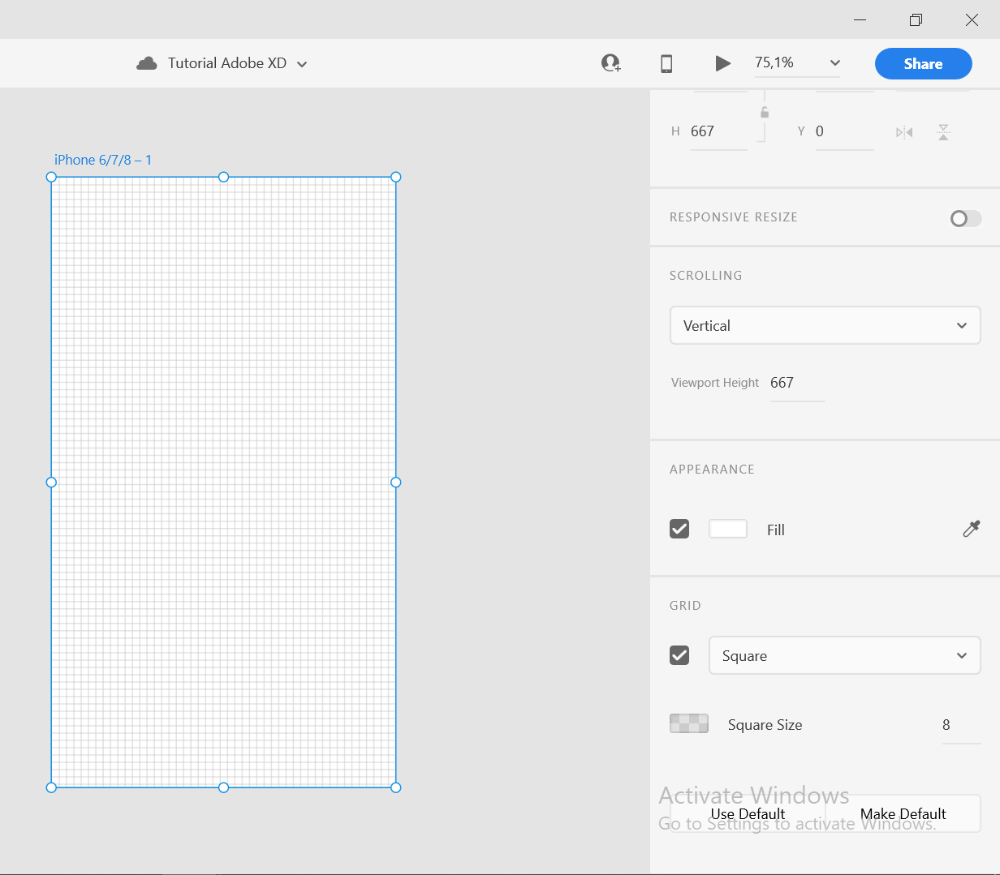 Tutorial Adobe XD
75,1%
Share
H 667
Y 0
iPhone 6/7/8 – 1
RESPONSIVE RESIZE
SCROLLING
Vertical
Viewport Height 667
APPEARANCE
Fill
GRID
Square
Square Size 8
Activate Windows
Use Default
Make Default
Go to Settings to activate Windows.